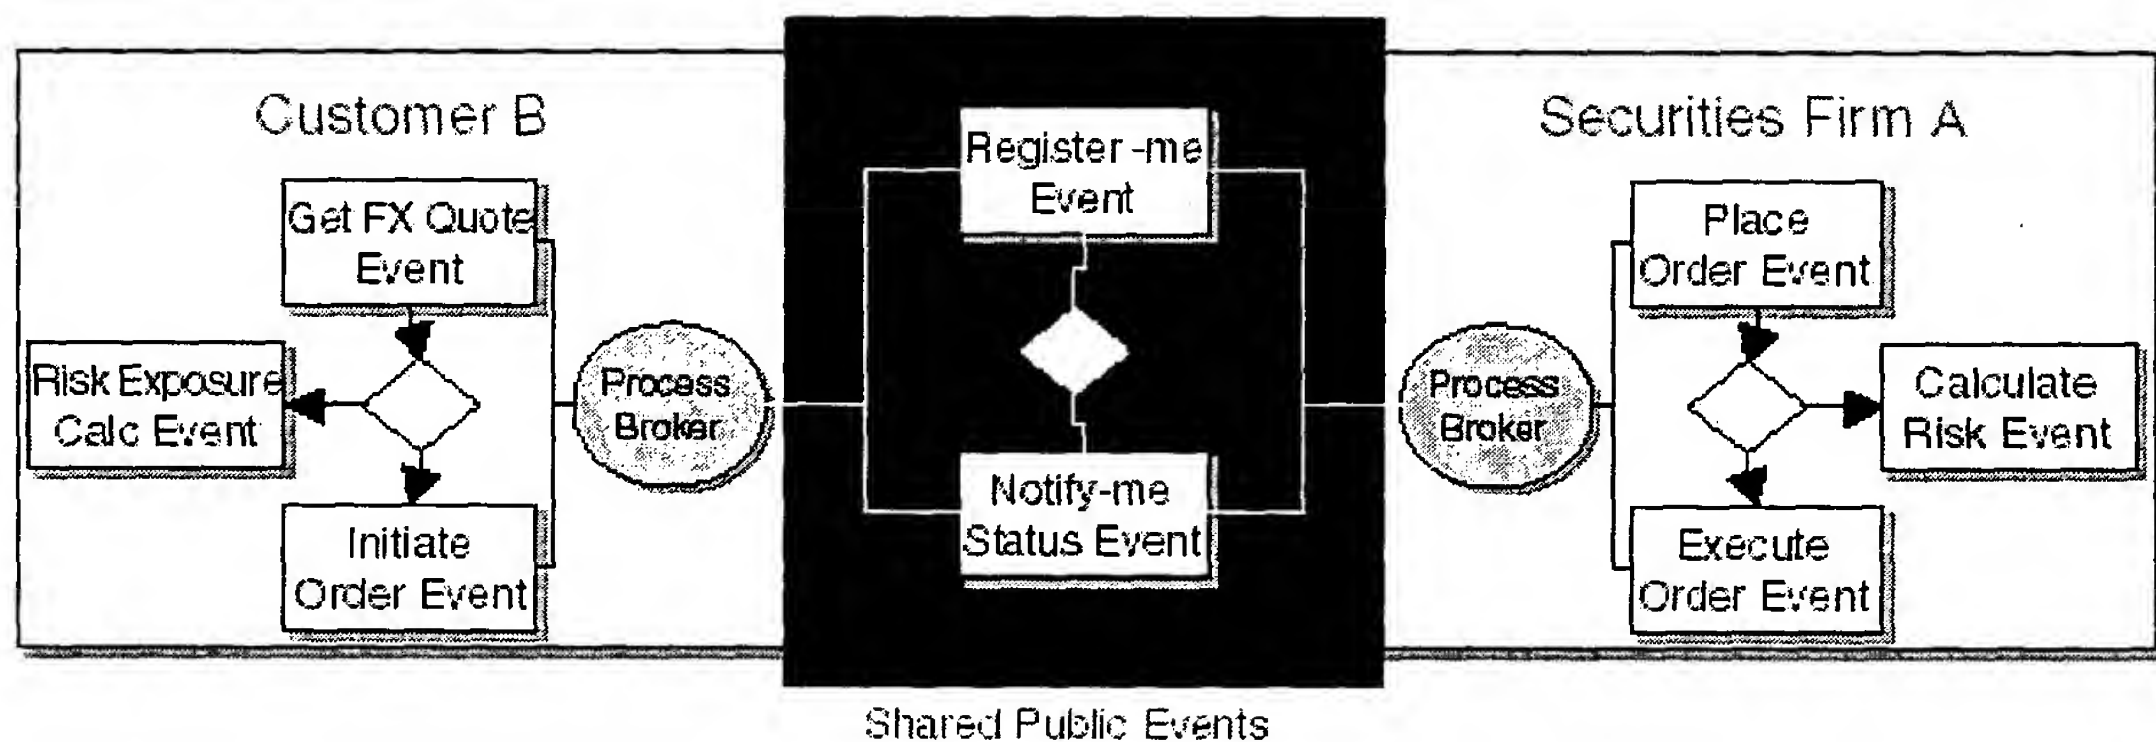 Customer B
Get FX Quote
Event
Risk Exposure
Calc Event
Initiate
Order Event
Process
Broker
Register-me
Event
Notify-me
Status Event
Shared Public Events
Securities Firm A
Process
Broker
Place
Order Event
Calculate
Risk Event
Execute
Order Event